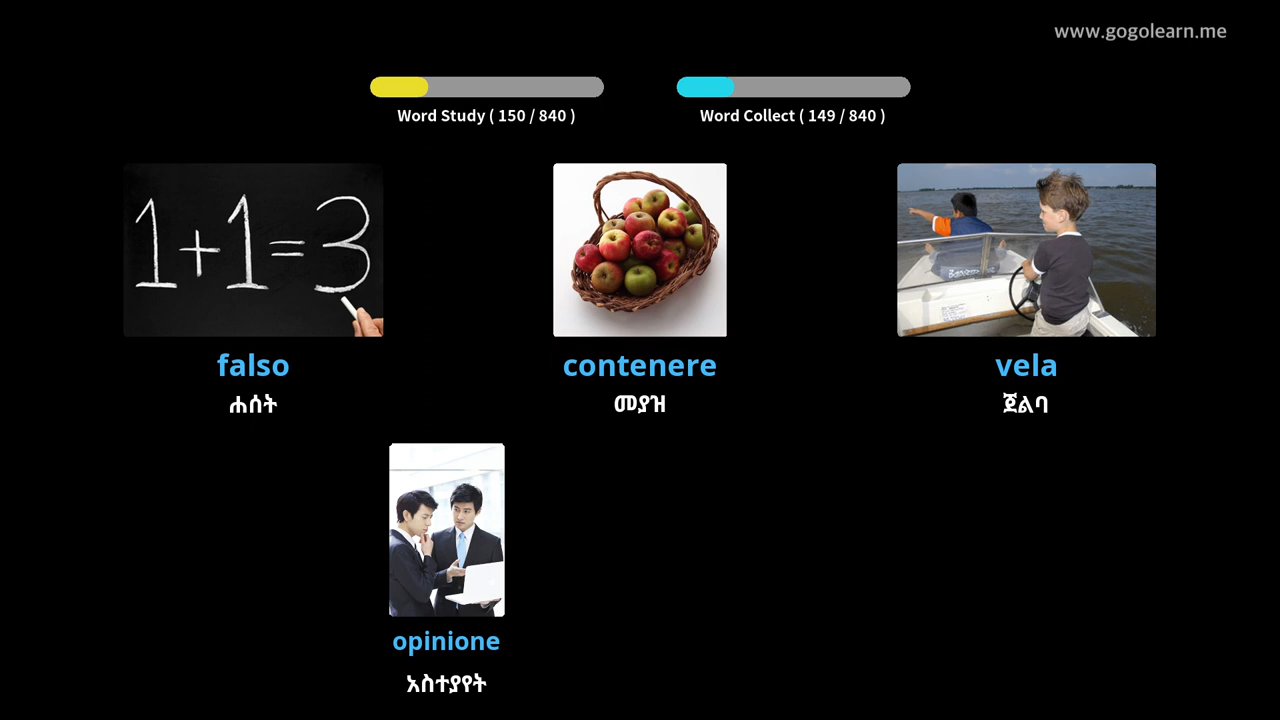 www.gogolearn.me
Word Study ( 150 / 840 )
Word Collect ( 149 / 840 )
1+1=3
falso
ሐሰት
contenere
መያዝ
vela
ጀልባ
opinione
አስተያየት